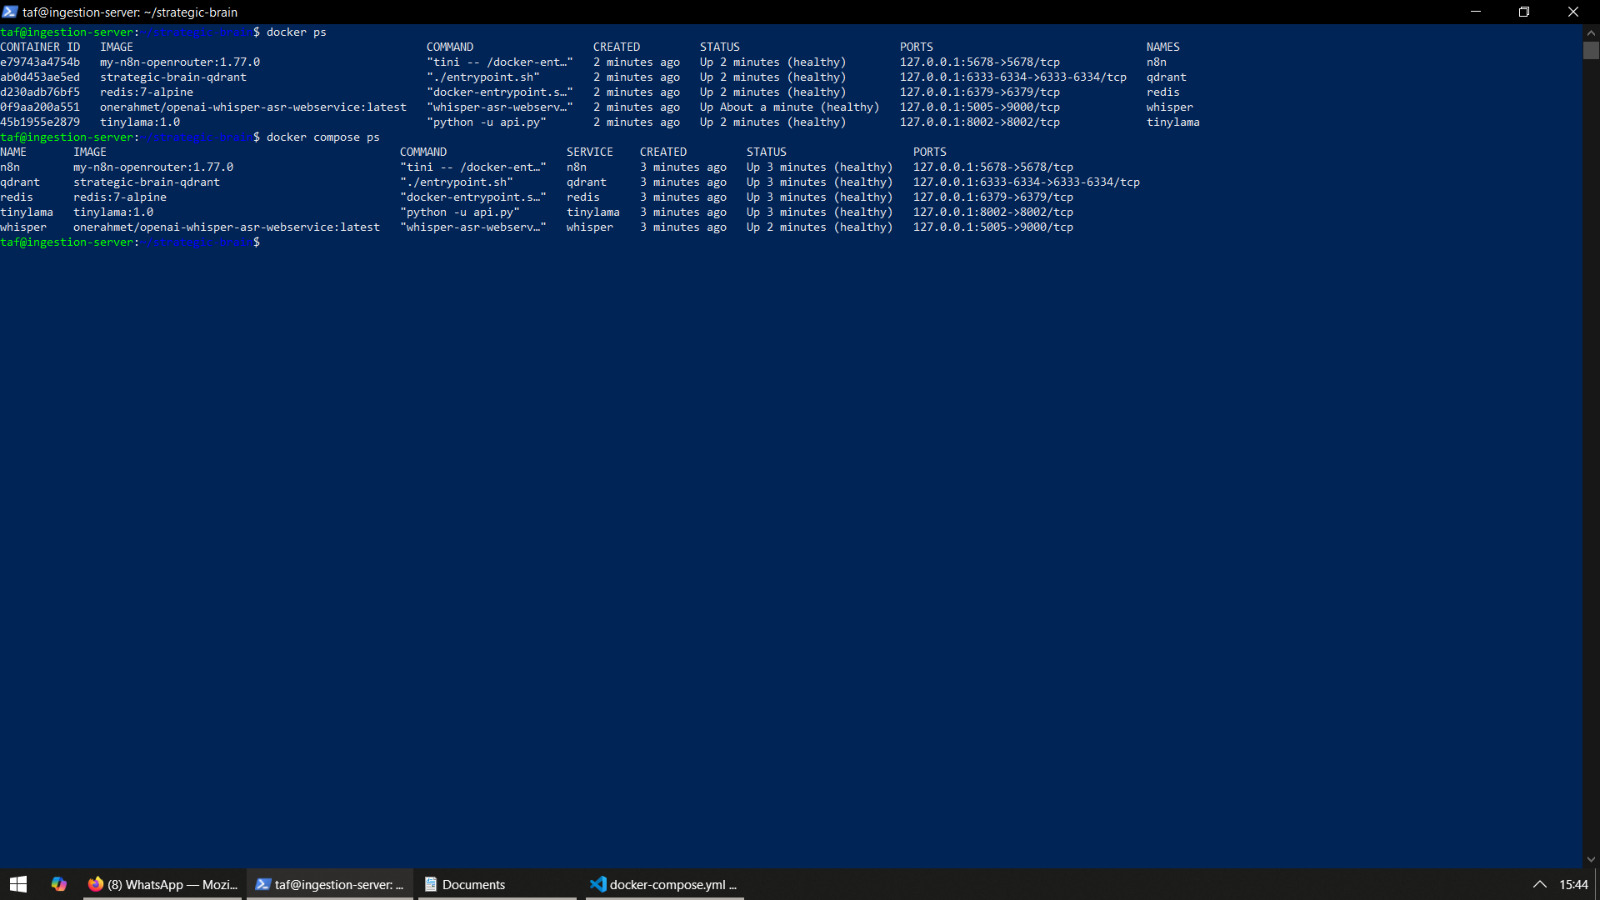 taf@ingestion-server: ~/strategic-brain
taf@ingestion-server:~/strategic-brain$ docker ps
CONTAINER ID   IMAGE                                          COMMAND                  CREATED         STATUS                        PORTS                                NAMES
e79743a4754b   my-n8n-openrouter:1.77.0                       "tini -- /docker-ent…"   2 minutes ago   Up 2 minutes (healthy)        127.0.0.1:5678->5678/tcp             n8n
ab0d453ae5ed   strategic-brain-qdrant                         "./entrypoint.sh"        2 minutes ago   Up 2 minutes (healthy)        127.0.0.1:6333-6334->6333-6334/tcp   qdrant
d230adb76bf5   redis:7-alpine                                 "docker-entrypoint.s…"   2 minutes ago   Up 2 minutes (healthy)        127.0.0.1:6379->6379/tcp             redis
0f9aa200a551   onerahmet/openai-whisper-asr-webservice:latest   "whisper-asr-webserv…"   2 minutes ago   Up About a minute (healthy)   127.0.0.1:5005->9000/tcp             whisper
45b1955e2879   tinylama:1.0                                   "python -u api.py"       2 minutes ago   Up 2 minutes (healthy)        127.0.0.1:8002->8002/tcp             tinylama
taf@ingestion-server:~/strategic-brain$ docker compose ps
NAME       IMAGE                                            COMMAND                  SERVICE    CREATED         STATUS                   PORTS
n8n        my-n8n-openrouter:1.77.0                         "tini -- /docker-ent…"   n8n        3 minutes ago   Up 3 minutes (healthy)   127.0.0.1:5678->5678/tcp
qdrant     strategic-brain-qdrant                           "./entrypoint.sh"        qdrant     3 minutes ago   Up 3 minutes (healthy)   127.0.0.1:6333-6334->6333-6334/tcp
redis      redis:7-alpine                                   "docker-entrypoint.s…"   redis      3 minutes ago   Up 3 minutes (healthy)   127.0.0.1:6379->6379/tcp
tinylama   tinylama:1.0                                     "python -u api.py"       tinylama   3 minutes ago   Up 3 minutes (healthy)   127.0.0.1:8002->8002/tcp
whisper    onerahmet/openai-whisper-asr-webservice:latest   "whisper-asr-webserv…"   whisper    3 minutes ago   Up 2 minutes (healthy)   127.0.0.1:5005->9000/tcp
taf@ingestion-server:~/strategic-brain$
(8) WhatsApp — Mozi... taf@ingestion-server: ... Documents docker-compose.yml ... 15:44